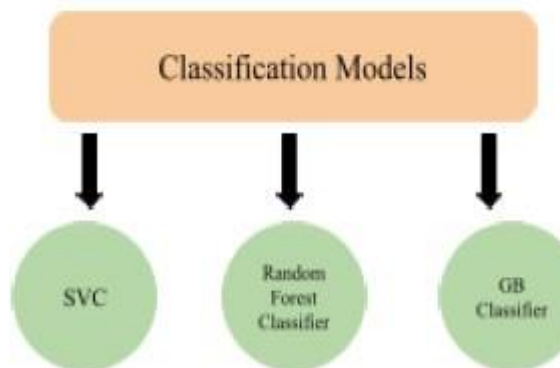 Classification Models
SVC
Random
Forest
Classifier
GB
Classifier